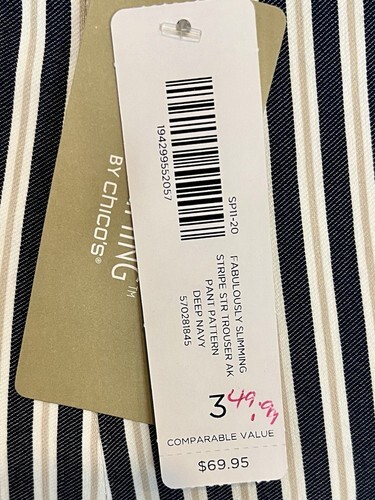 194299552057
SP11-20
FABULOUSLY SLIMMING
STRIPE STR TROUSER AK
PANT PATTERN
DEEP NAVY
570281845
3
49.99
COMPARABLE VALUE
$69.95
BY Chico's®